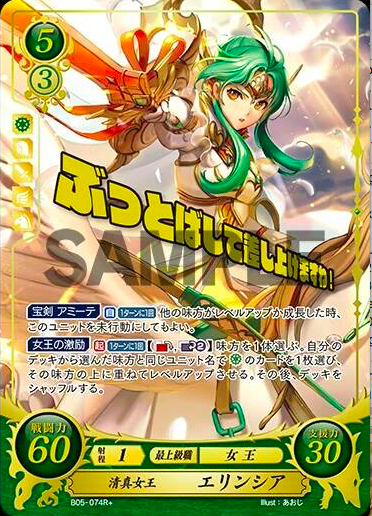 5
3
ぶっとばして差し上げますわ!
SAMPLE
宝剣 アミーテ 自 1ターンに1回 他の味方がレベルアップか成長した時、
このユニットを未行動にしてもよい。
女王の激励 起 1ターンに1回 [ 、 2]味方を1体選ぶ。自分の
デッキから選んだ味方と同じユニット名で のカードを1枚選び、
その味方の上に重ねてレベルアップさせる。その後、デッキを
シャッフルする。
戦闘力
60
射程 1 最上級職 女王
支援力
30
清真女王 エリンシア
B05-074R+
Illust:あおじ